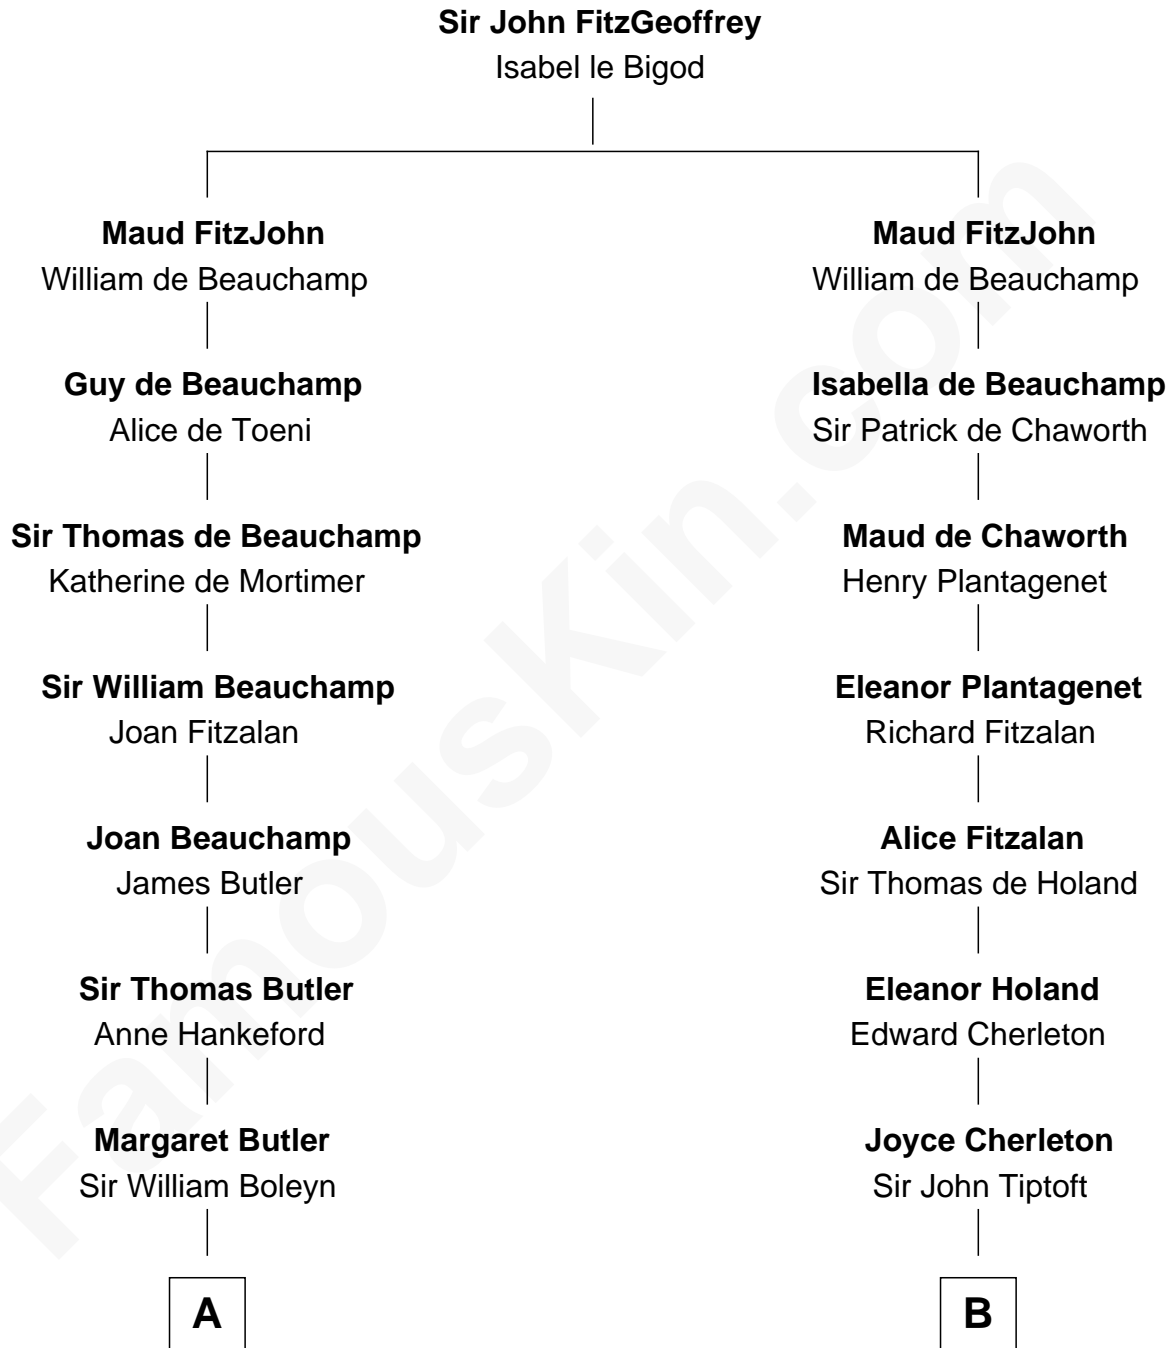 Sir John FitzGeoffrey
Isabel le Bigod
Maud FitzJohn
William de Beauchamp
Guy de Beauchamp
Alice de Toeni
Sir Thomas de Beauchamp
Katherine de Mortimer
Sir William Beauchamp
Joan Fitzalan
Joan Beauchamp
James Butler
Sir Thomas Butler
Anne Hankeford
Margaret Butler
Sir William Boleyn
A
Maud FitzJohn
William de Beauchamp
Isabella de Beauchamp
Sir Patrick de Chaworth
Maud de Chaworth
Henry Plantagenet
Eleanor Plantagenet
Richard Fitzalan
Alice Fitzalan
Sir Thomas de Holand
Eleanor Holand
Edward Cherleton
Joyce Cherleton
Sir John Tiptoft
B
FamousKin.com